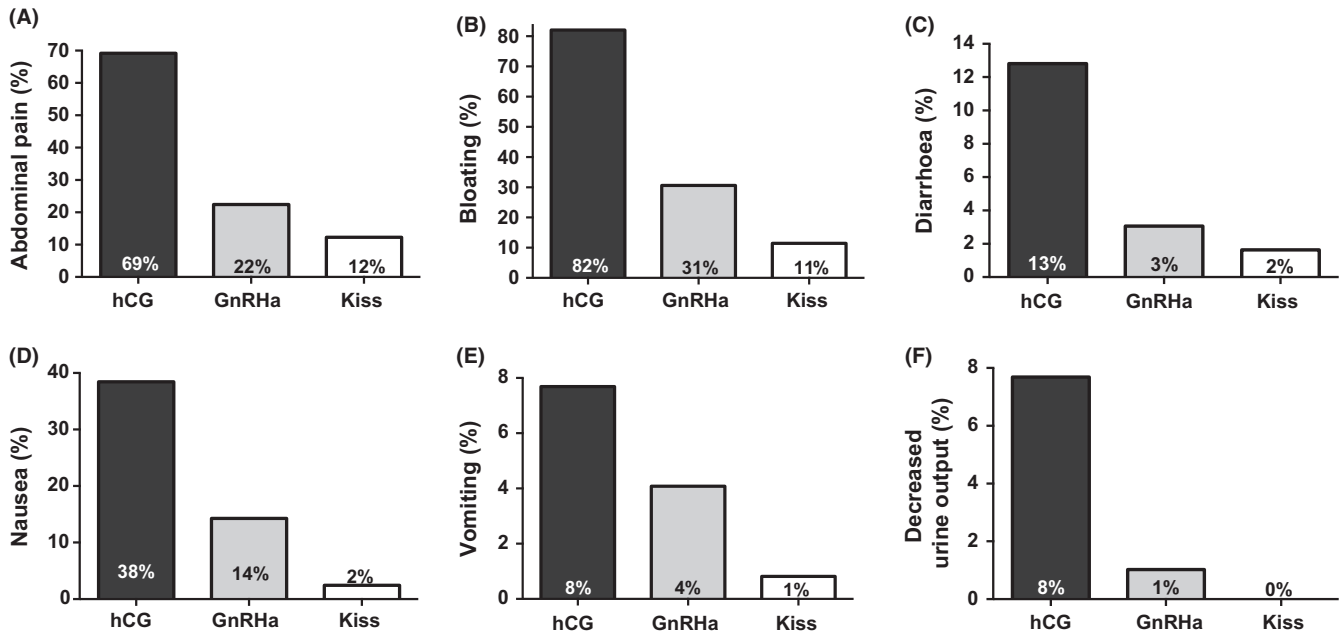 (A)
Abdominal pain (%)
70
60
50
40
30
20
10
0
69%
22%
12%
hCG
GnRHa
Kiss
(B)
Bloating (%)
80
70
60
50
40
30
20
10
0
82%
31%
11%
hCG
GnRHa
Kiss
(C)
Diarrhoea (%)
14
12
10
8
6
4
2
0
13%
3%
2%
hCG
GnRHa
Kiss
(D)
Nausea (%)
40
30
20
10
0
38%
14%
2%
hCG
GnRHa
Kiss
(E)
Vomiting (%)
8
6
4
2
0
8%
4%
1%
hCG
GnRHa
Kiss
(F)
Decreased
urine output (%)
8
6
4
2
0
8%
1%
0%
hCG
GnRHa
Kiss